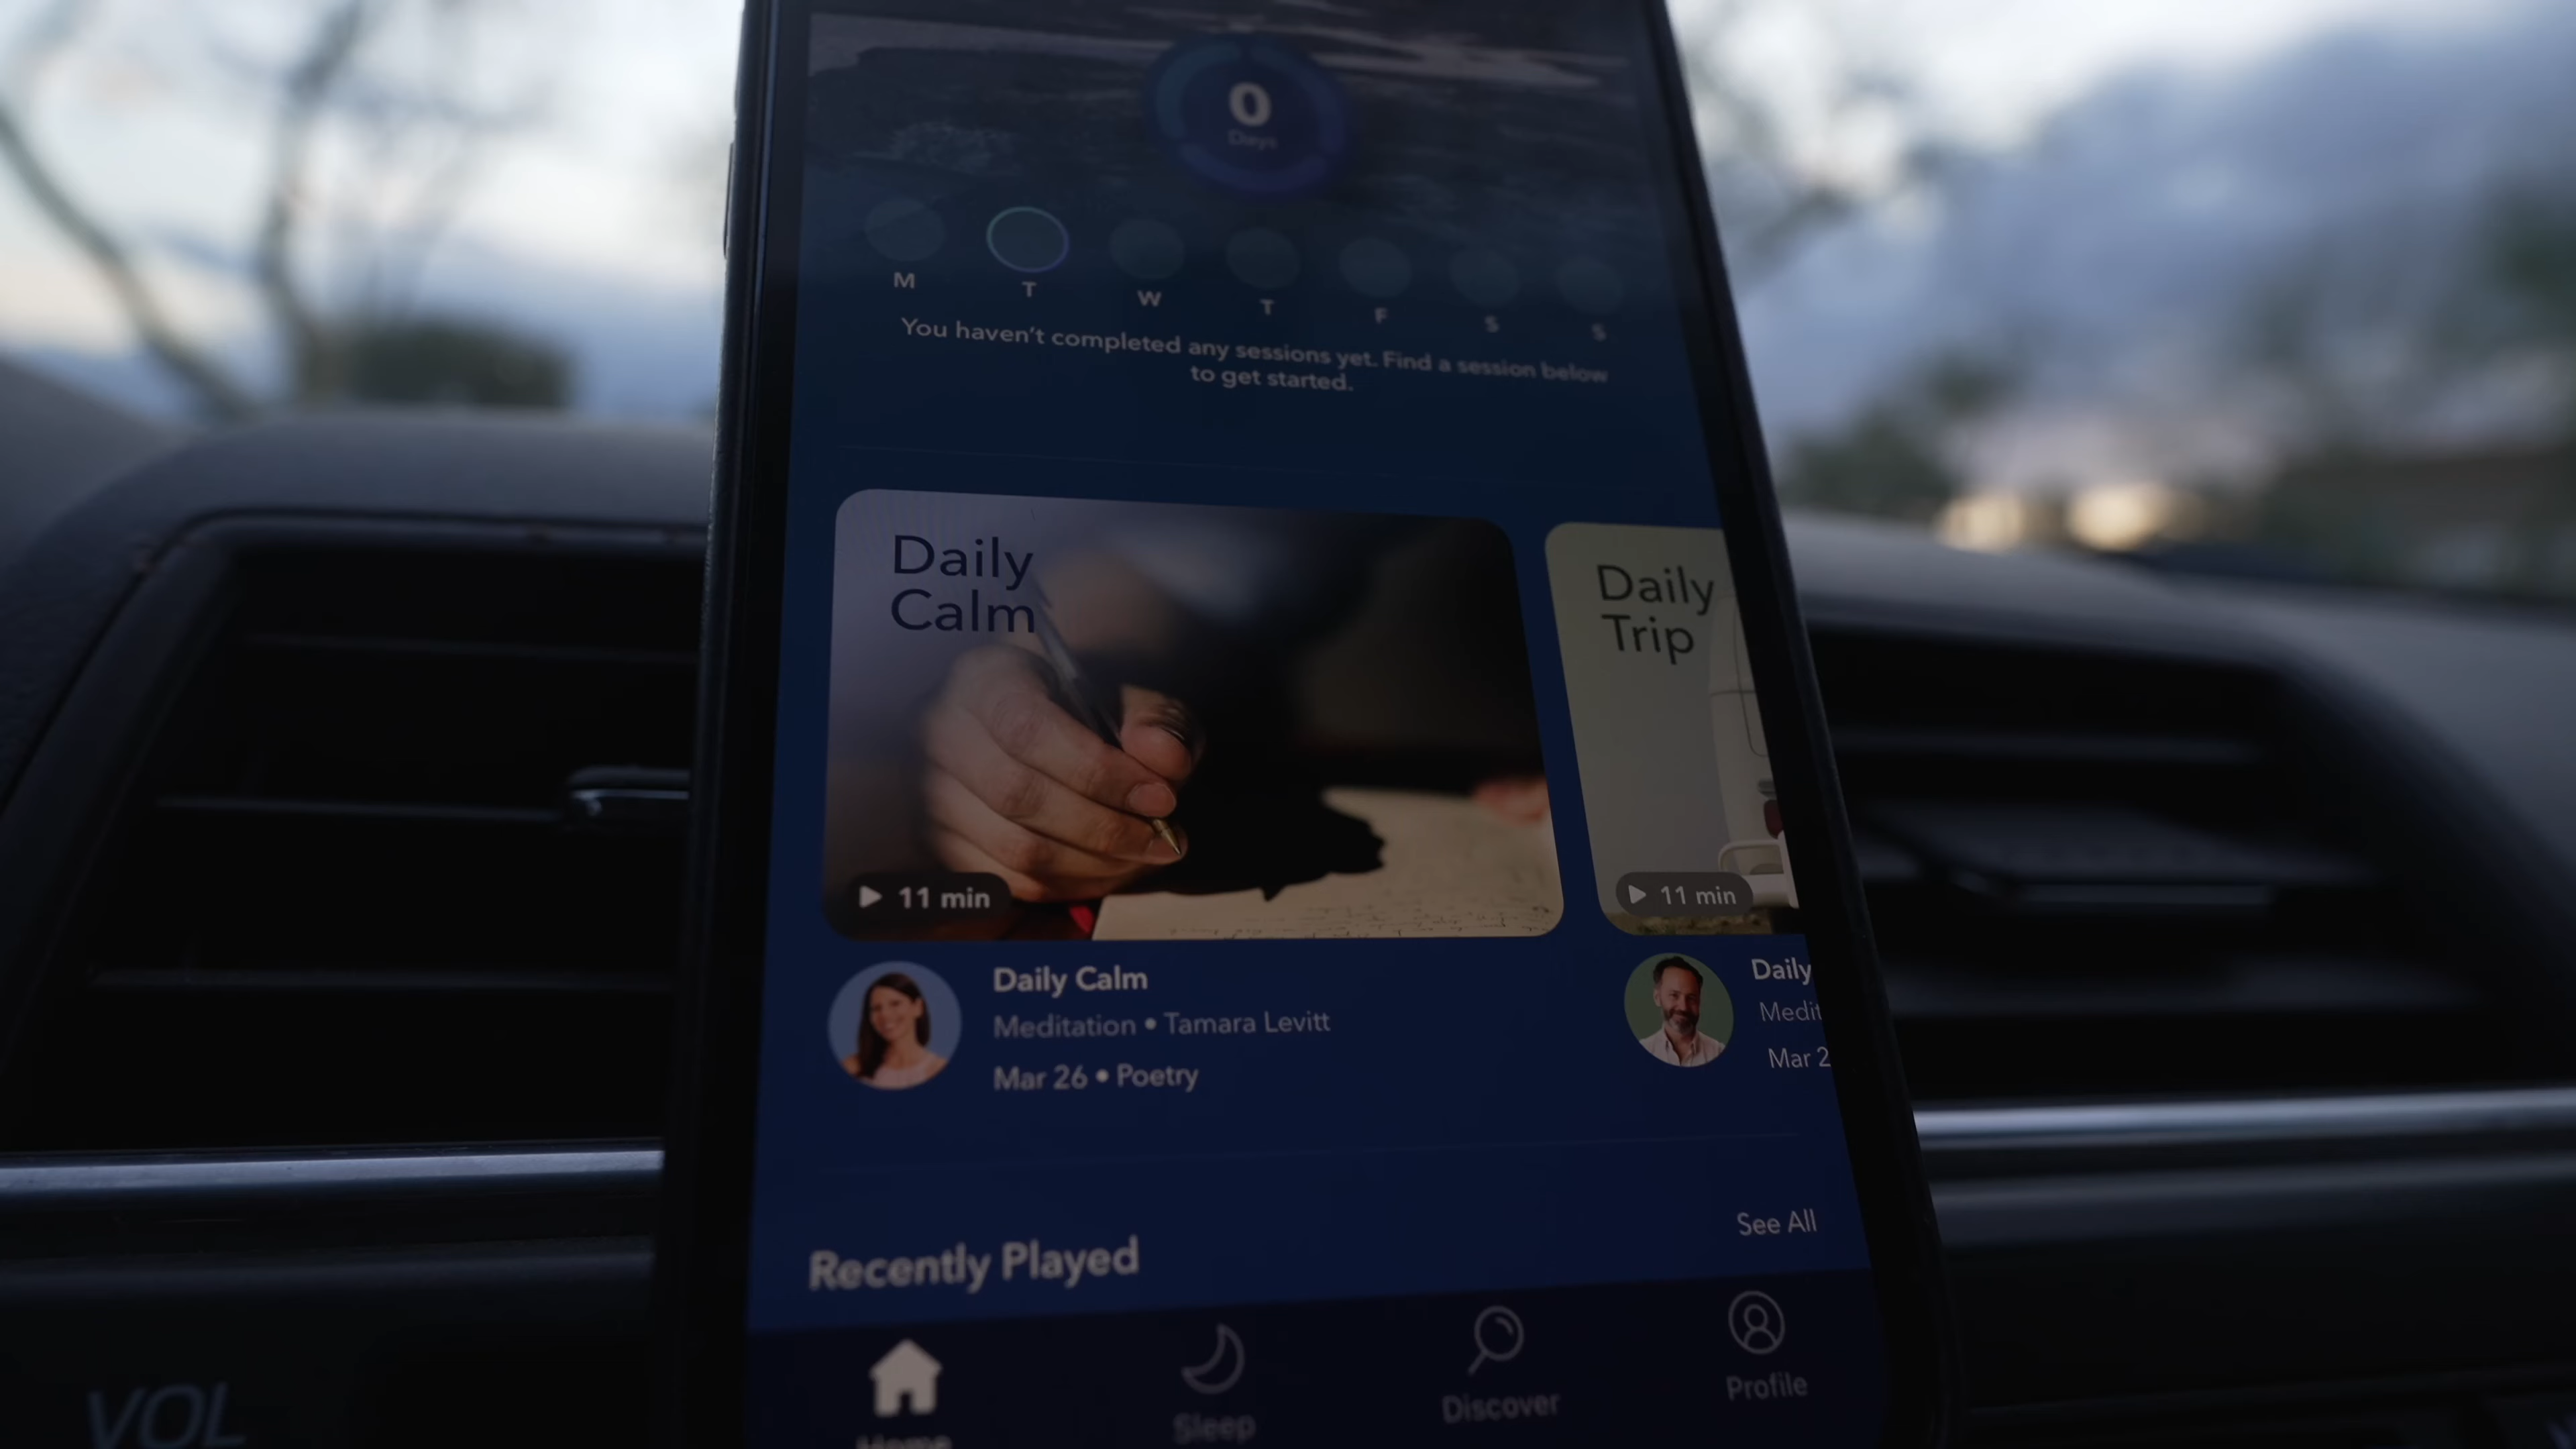 0
Days
M T W T F S S
You haven't completed any sessions yet. Find a session below
to get started.
Daily
Calm
11 min
Daily Calm
Meditation • Tamara Levitt
Mar 26 • Poetry
Daily
Trip
11 min
Daily
Medit
Mar 2
Recently Played
See All
Home
Sleep
Discover
Profile
VOL